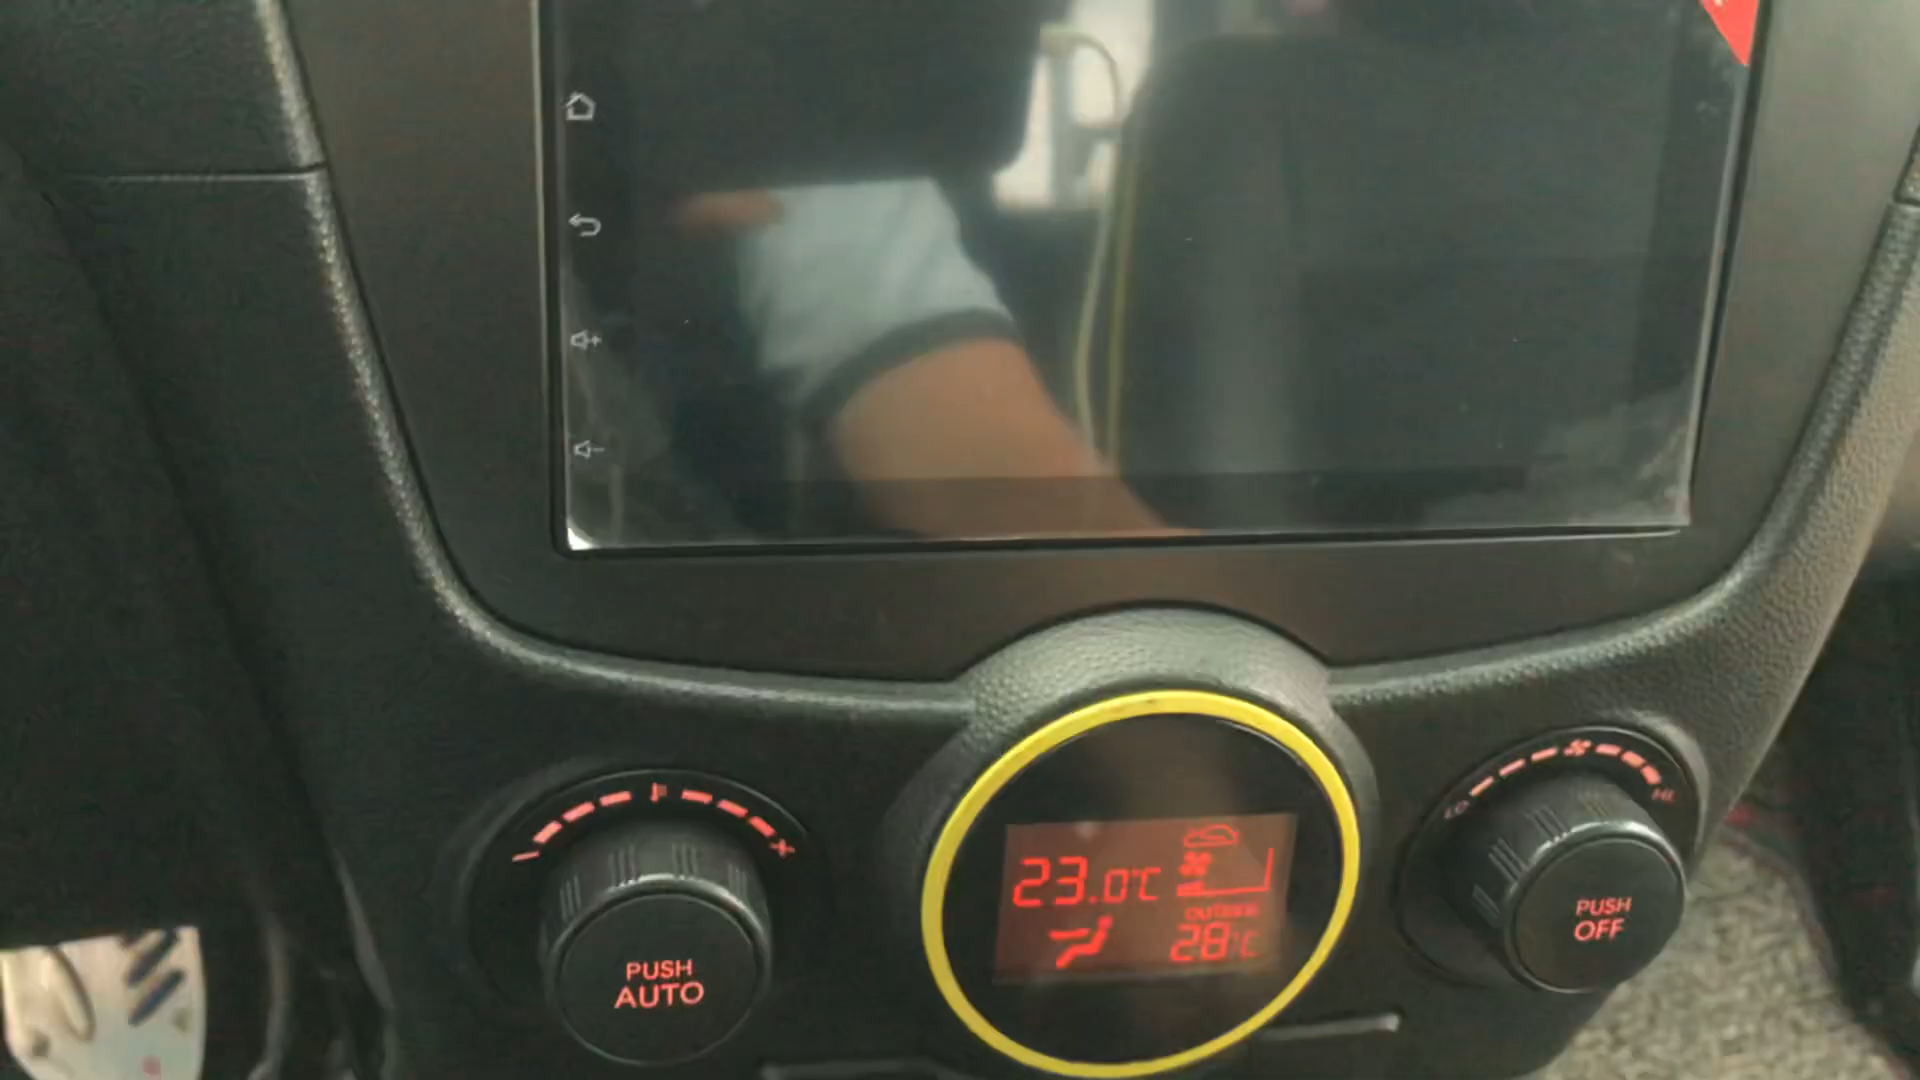 23.0°C
OUTSIDE
28°C
LO
HI
PUSH
AUTO
PUSH
OFF